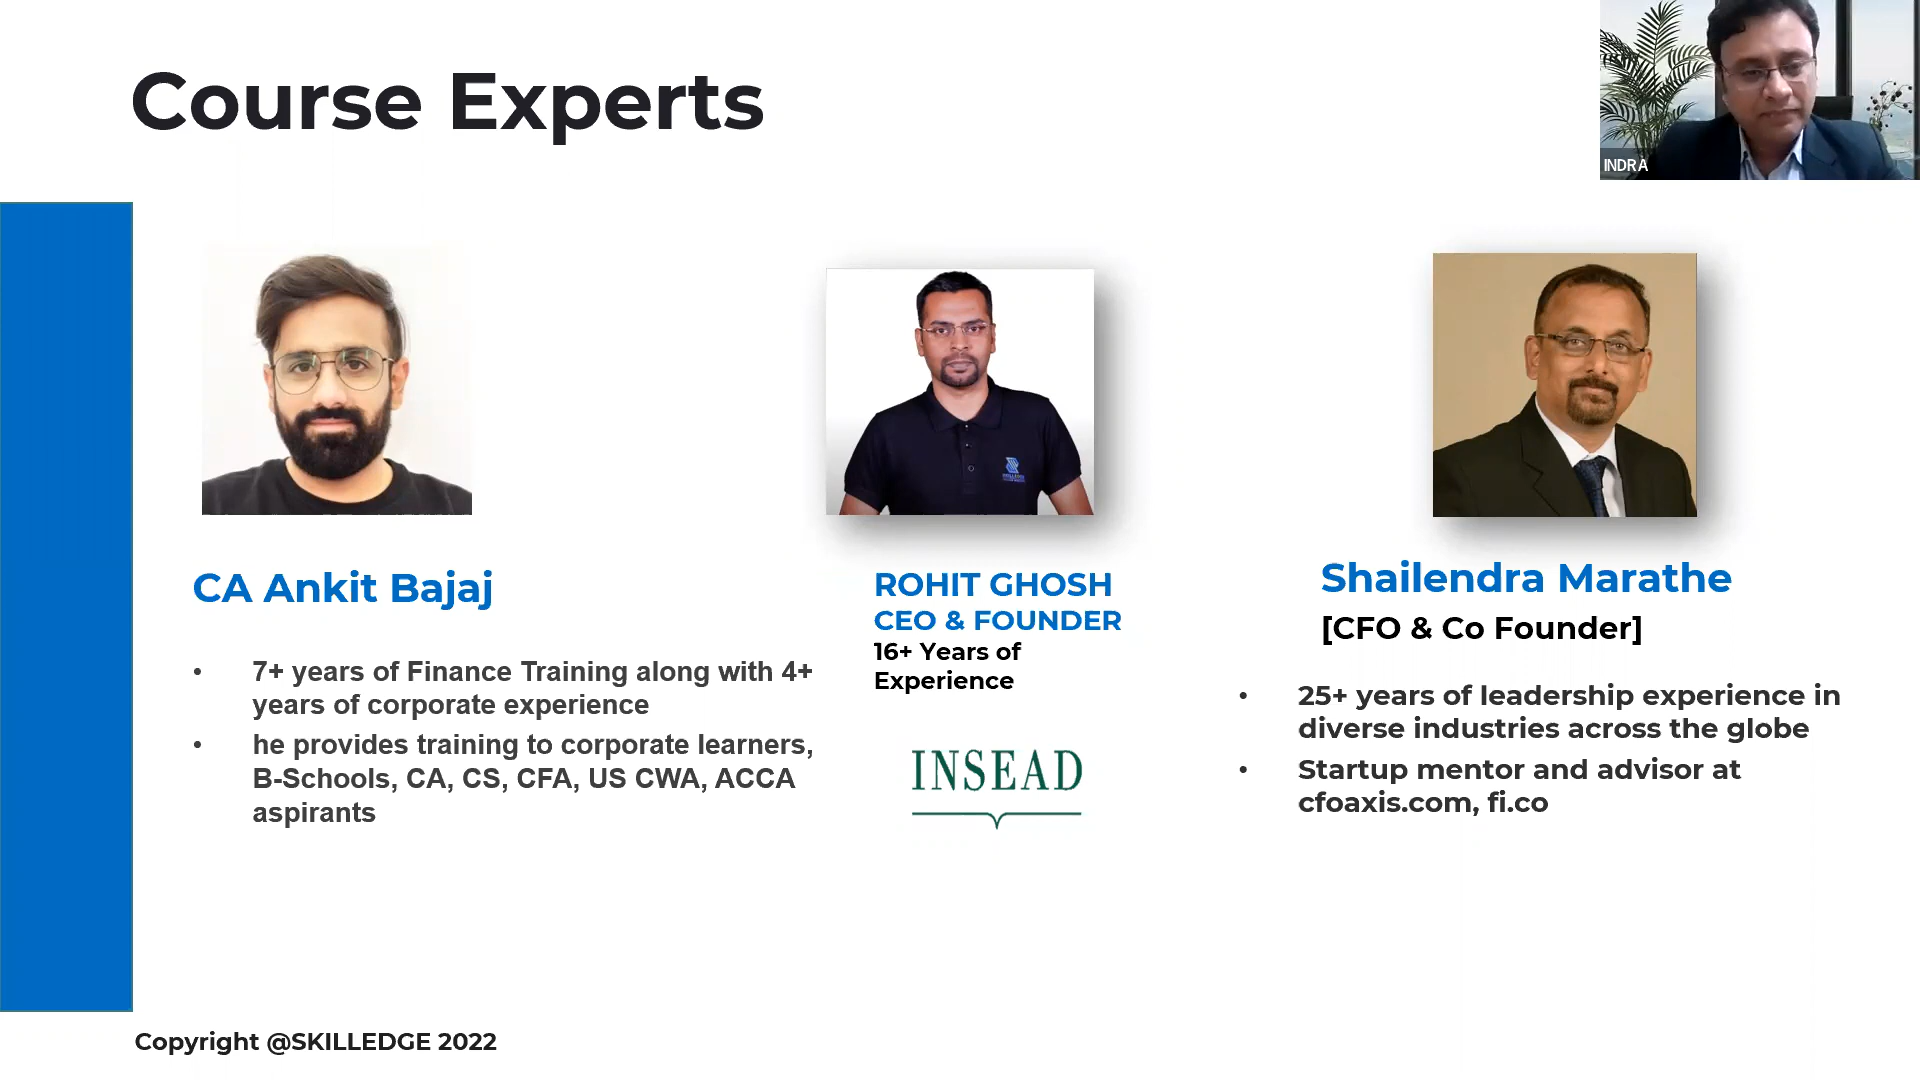 Course Experts
INDRA
CA Ankit Bajaj
• 7+ years of Finance Training along with 4+
years of corporate experience
• he provides training to corporate learners,
B-Schools, CA, CS, CFA, US CWA, ACCA
aspirants
ROHIT GHOSH
CEO & FOUNDER
16+ Years of
Experience
INSEAD
Shailendra Marathe
[CFO & Co Founder]
• 25+ years of leadership experience in
diverse industries across the globe
• Startup mentor and advisor at
cfoaxis.com, fi.co
Copyright @SKILLEDGE 2022